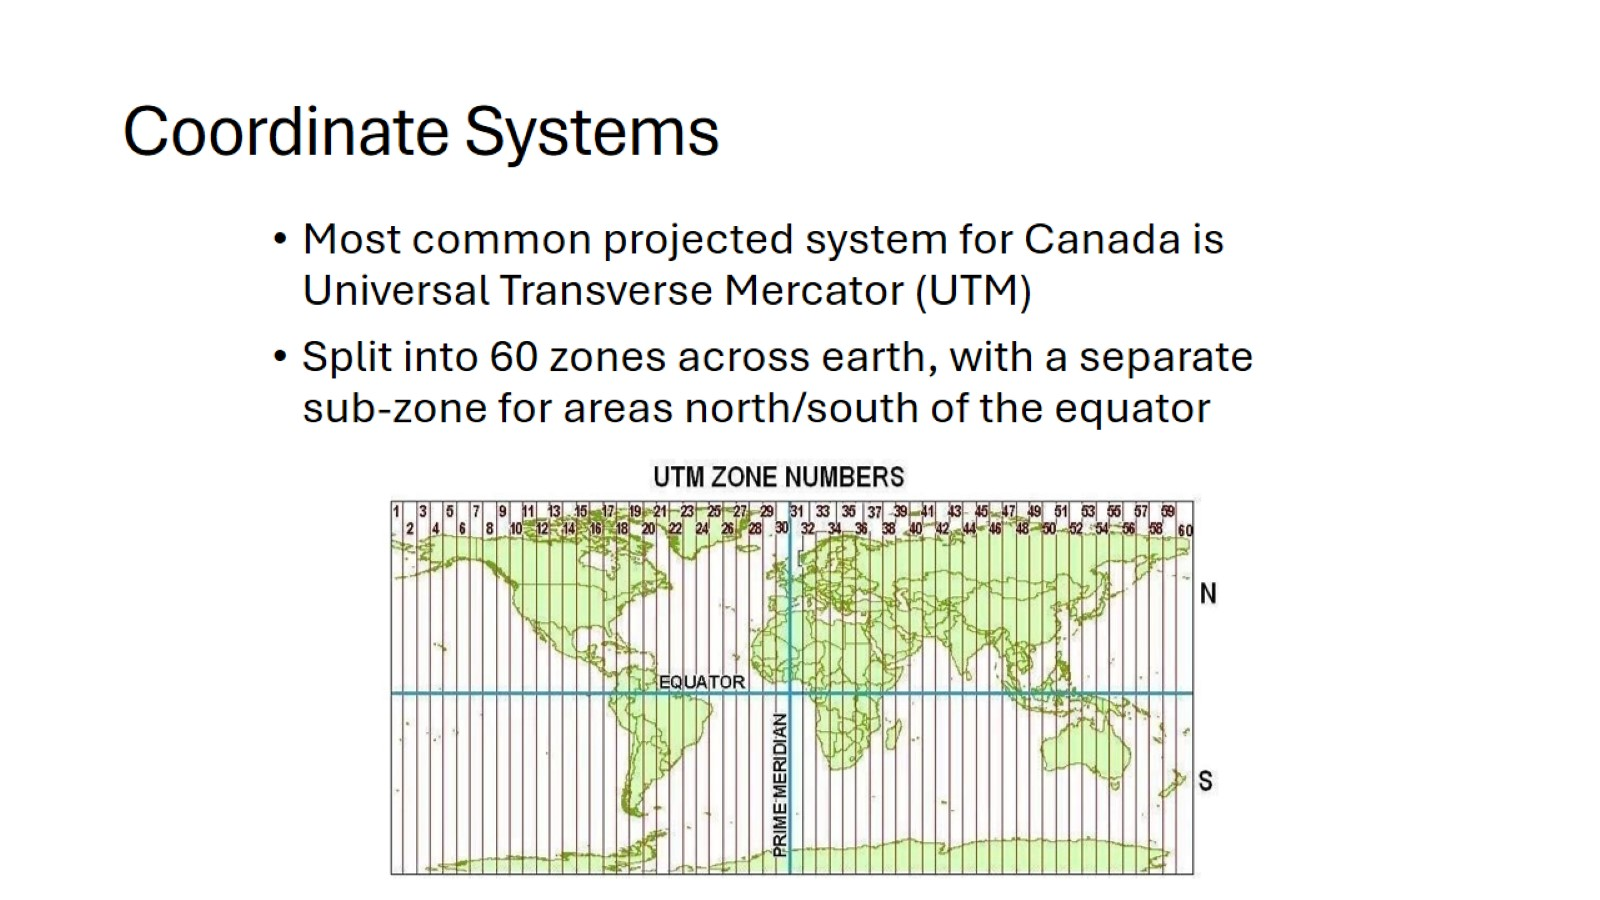 Coordinate Systems
• Most common projected system for Canada is
Universal Transverse Mercator (UTM)
• Split into 60 zones across earth, with a separate
sub-zone for areas north/south of the equator
UTM ZONE NUMBERS
1 3 5 7 9 11 13 15 17 19 21 23 25 27 29 31 33 35 37 39 41 43 45 47 49 51 53 55 57 59
2 4 6 8 10 12 14 16 18 20 22 24 26 28 30 32 34 36 38 40 42 44 46 48 50 52 54 56 58 60
N
EQUATOR
PRIME MERIDIAN
S